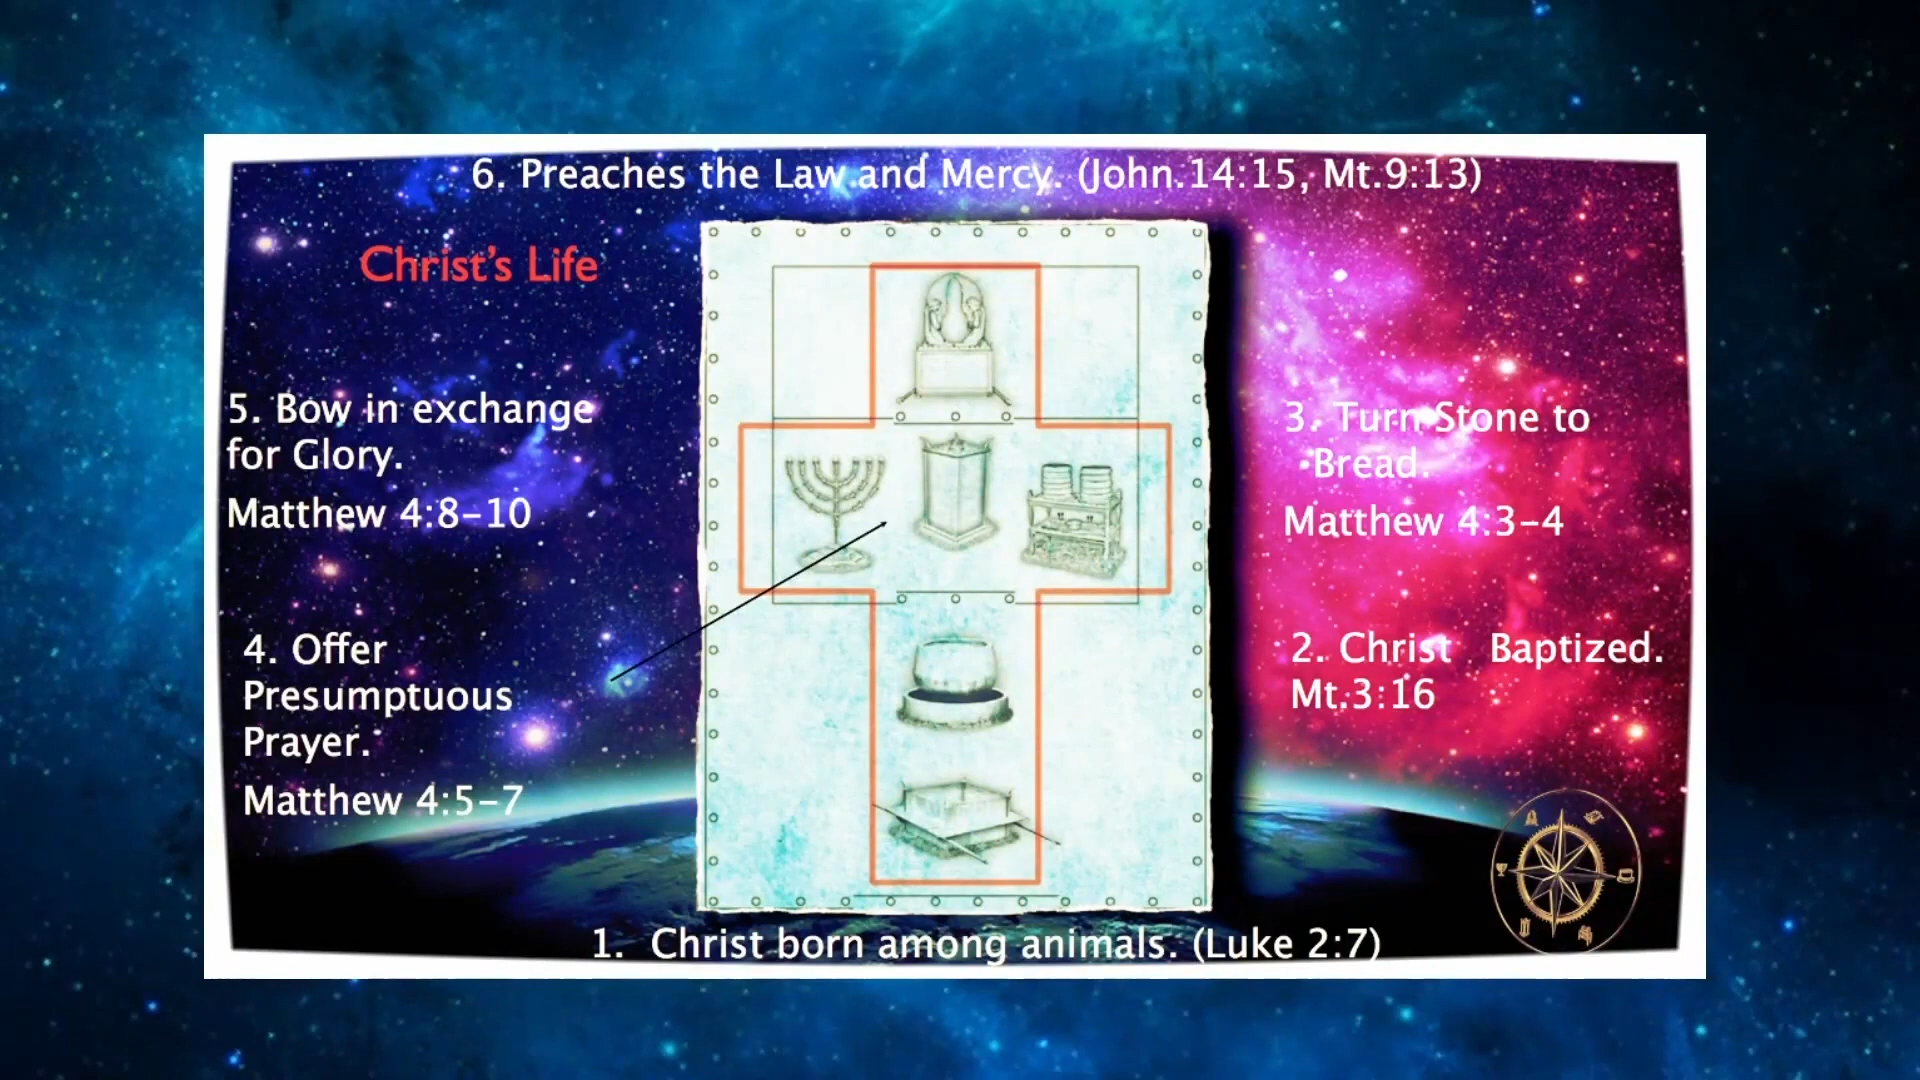 6. Preaches the Law and Mercy. (John.14:15, Mt.9:13)
Christ's Life
5. Bow in exchange
for Glory.
Matthew 4:8-10
3. Turn Stone to
Bread.
Matthew 4:3-4
4. Offer
Presumptuous
Prayer.
Matthew 4:5-7
2. Christ Baptized.
Mt.3:16
1. Christ born among animals. (Luke 2:7)